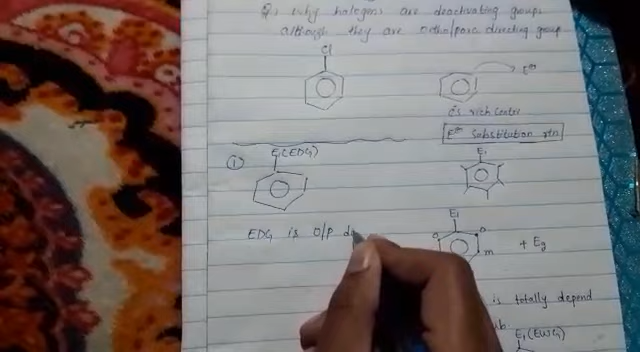 Q: Why halogens are deactivating groups
although they are ortho/para directing group
Cl
E⊕
e⊖s rich center
E⊕ Substitution rxn
① E₁(EDG)
E₁
E₁
o o
m
+ E₂
EDG is O/P d
is totally depend
E₁(EWG)